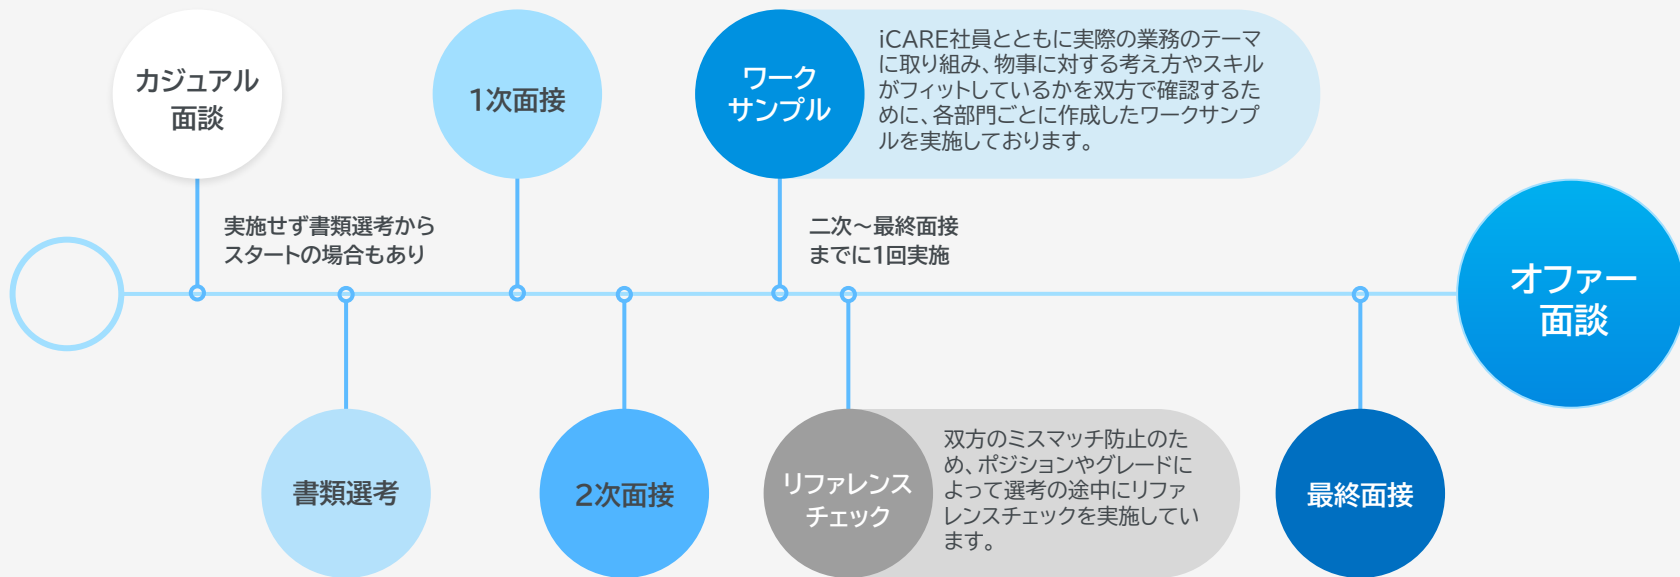 カジュアル
面談
実施せず書類選考から
スタートの場合もあり
書類選考
1次面接
2次面接
ワーク
サンプル
iCARE社員とともに実際の業務のテーマ
に取り組み、物事に対する考え方やスキル
がフィットしているかを双方で確認するた
めに、各部門ごとに作成したワークサンプ
ルを実施しております。
二次～最終面接
までに1回実施
リファレンス
チェック
双方のミスマッチ防止のた
め、ポジションやグレードに
よって選考の途中にリファ
レンスチェックを実施してい
ます。
最終面接
オファー
面談